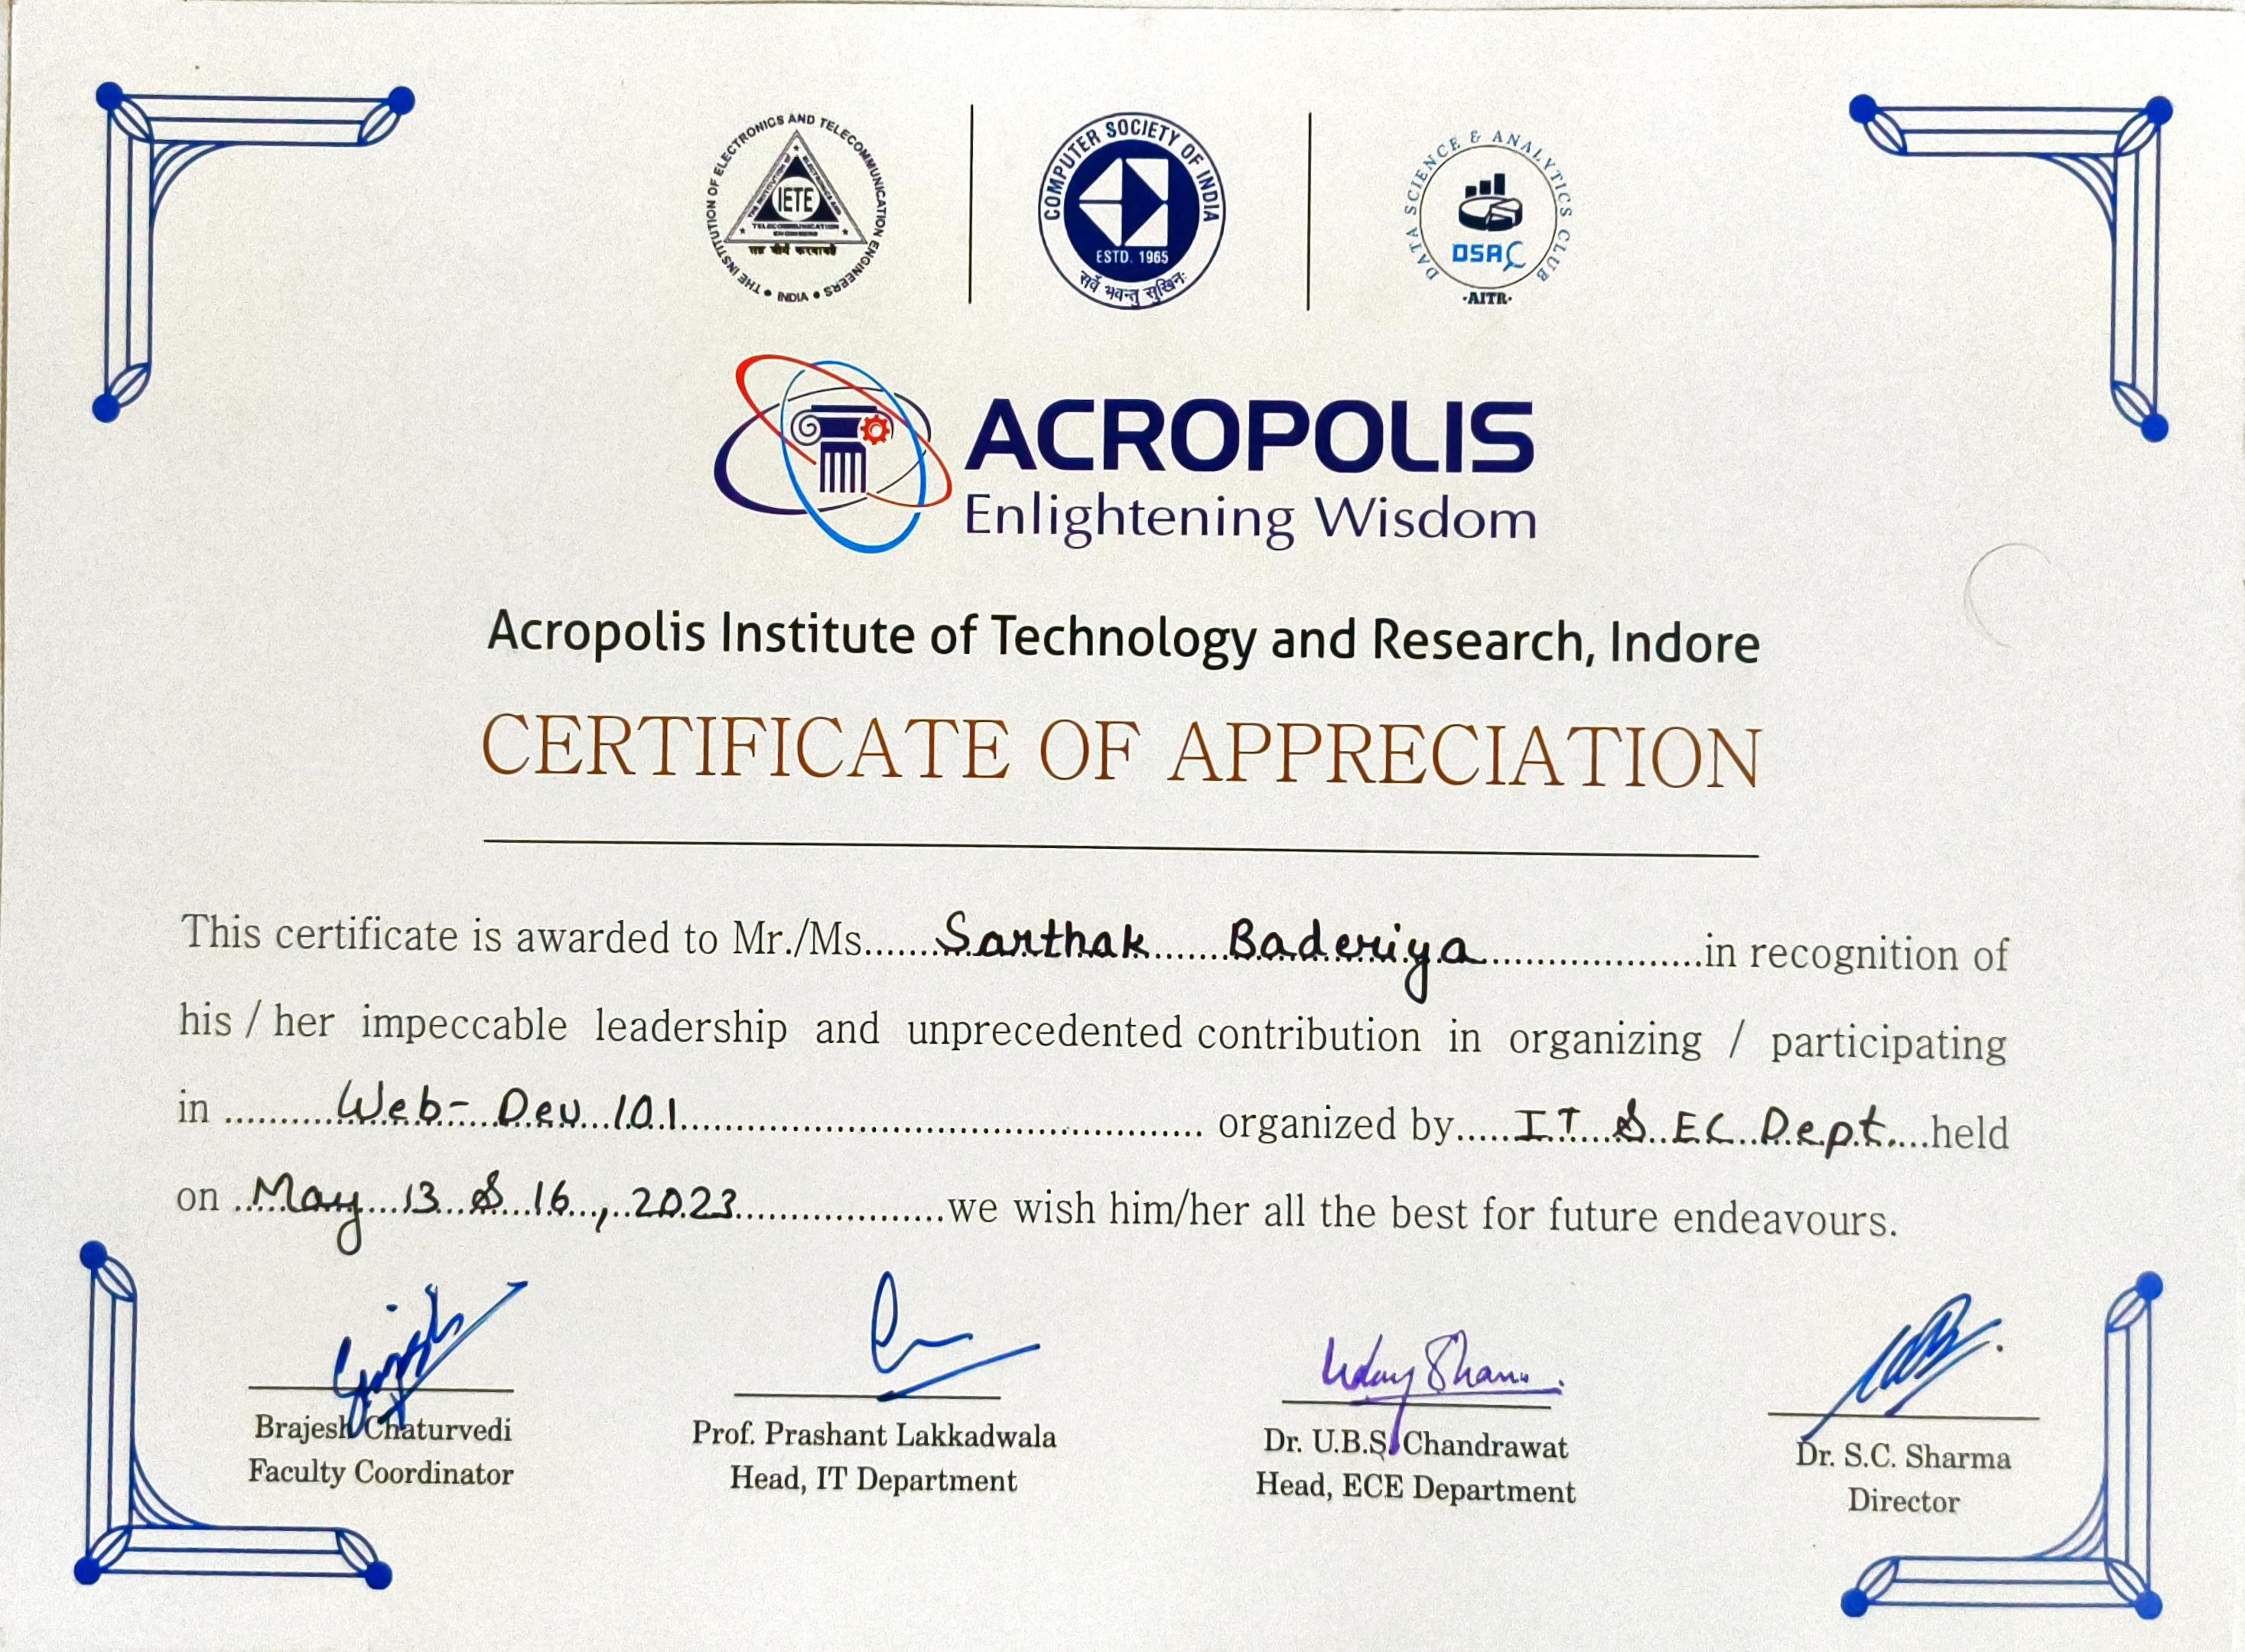 THE INSTITUTION OF ELECTRONICS AND TELECOMMUNICATION ENGINEERS • INDIA •
IETE
TELECOMMUNICATION
ENGINEERS
COMPUTER SOCIETY OF INDIA
ESTD. 1965
सर्वे भवन्तु सुखिनः
DATA SCIENCE & ANALYTICS CLUB
DSAC
·AITR·
ACROPOLIS
Enlightening Wisdom
Acropolis Institute of Technology and Research, Indore
CERTIFICATE OF APPRECIATION
This certificate is awarded to Mr./Ms......Sarthak Baderiya......in recognition of
his / her impeccable leadership and unprecedented contribution in organizing / participating
in ......Web-Dev 101...... organized by.....IT & EC Dept....held
on ..May 13 & 16, 2023......we wish him/her all the best for future endeavours.
Uday
Brajesh Chaturvedi Prof. Prashant Lakkadwala Dr. U.B.S. Chandrawat Dr. S.C. Sharma
Faculty Coordinator Head, IT Department Head, ECE Department Director